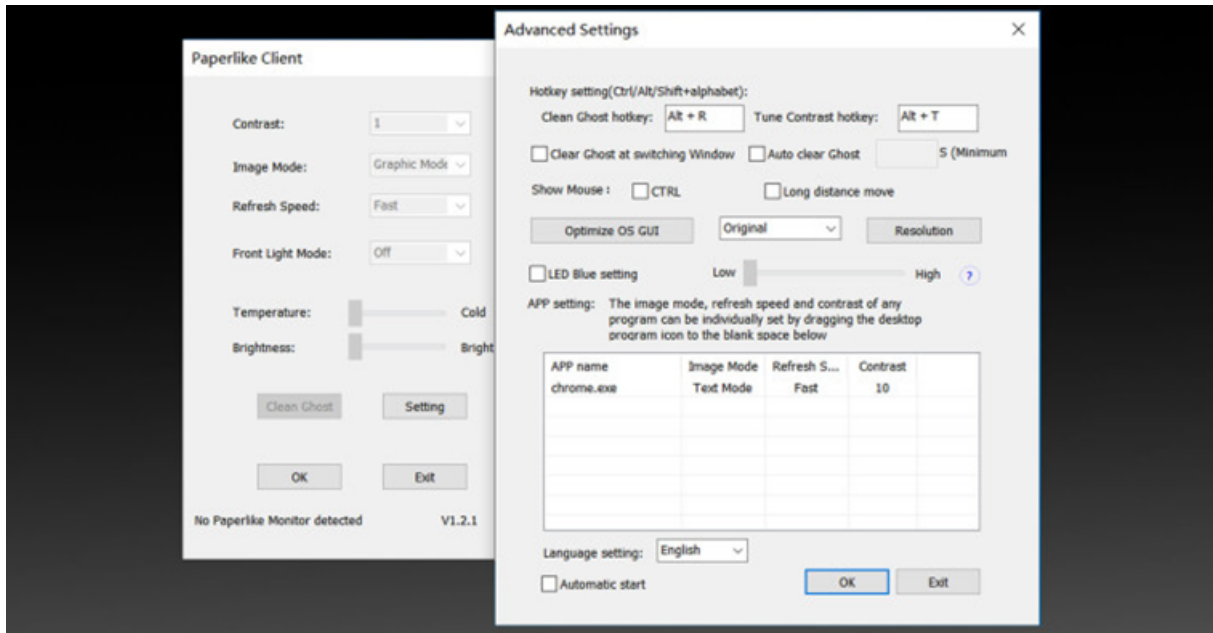 Paperlike Client
Contrast: 1
Image Mode: Graphic Mode
Refresh Speed: Fast
Front Light Mode: Off
Temperature: Cold
Brightness: Bright
Clean Ghost Setting
OK Exit
No Paperlike Monitor detected V1.2.1
Advanced Settings
Hotkey setting(Ctrl/Alt/Shift+alphabet):
Clean Ghost hotkey: Alt + R Tune Contrast hotkey: Alt + T
Clear Ghost at switching Window Auto clear Ghost S (Minimum
Show Mouse : CTRL Long distance move
Optimize OS GUI Original Resolution
LED Blue setting Low High ?
APP setting: The image mode, refresh speed and contrast of any
program can be individually set by dragging the desktop
program icon to the blank space below
APP name Image Mode Refresh S... Contrast
chrome.exe Text Mode Fast 10
Language setting: English
Automatic start OK Exit